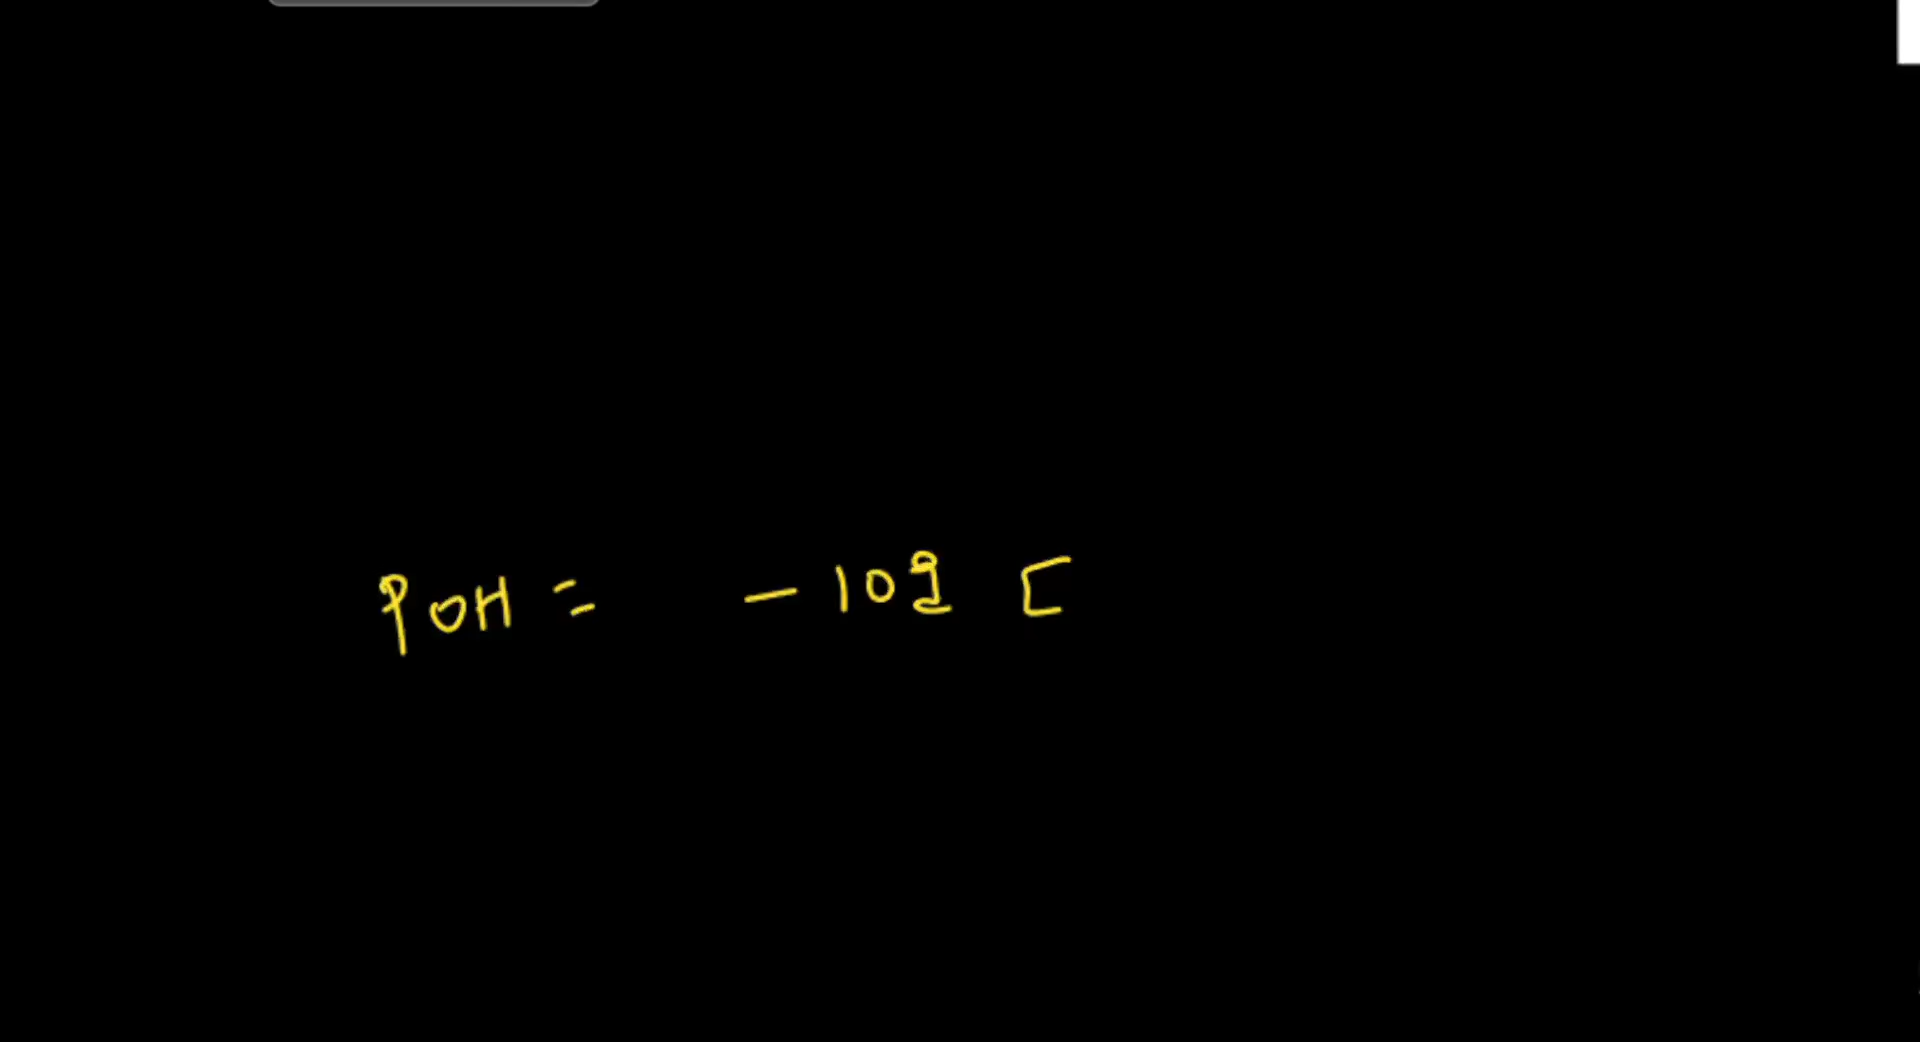 POH = - log [